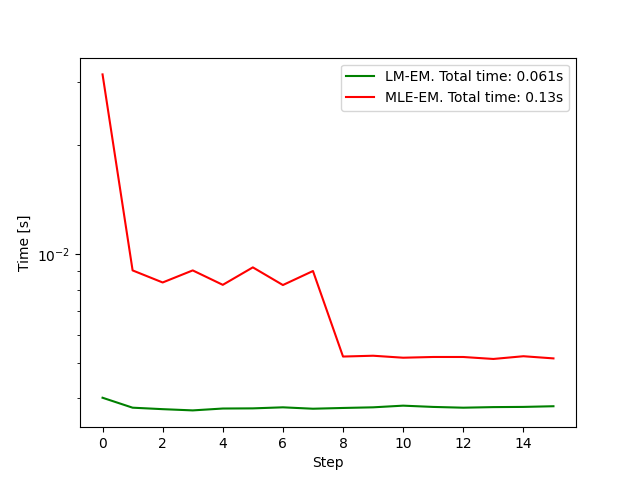 LM-EM. Total time: 0.061s
MLE-EM. Total time: 0.13s
Time [s]
10⁻²
0 2 4 6 8 10 12 14
Step